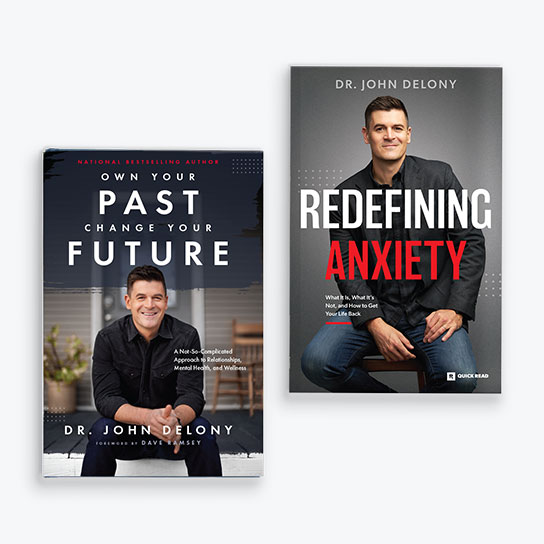 NATIONAL BESTSELLING AUTHOR
OWN YOUR
PAST
CHANGE YOUR
FUTURE
A Not-So-Complicated
Approach to Relationships,
Mental Health, and Wellness
DR. JOHN DELONY
FOREWORD BY DAVE RAMSEY
DR. JOHN DELONY
REDEFINING
ANXIETY
What It Is, What It's
Not, and How to Get
Your Life Back
QUICK READ